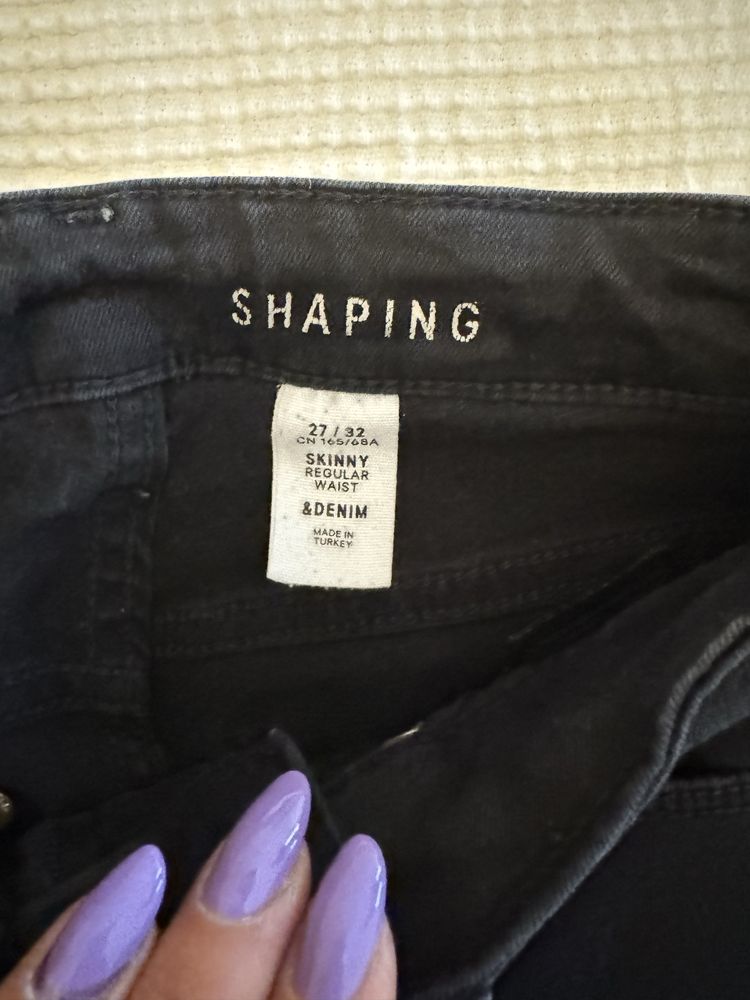 SHAPING
27 / 32
CN 165/68A
SKINNY
REGULAR
WAIST
&DENIM
MADE IN
TURKEY